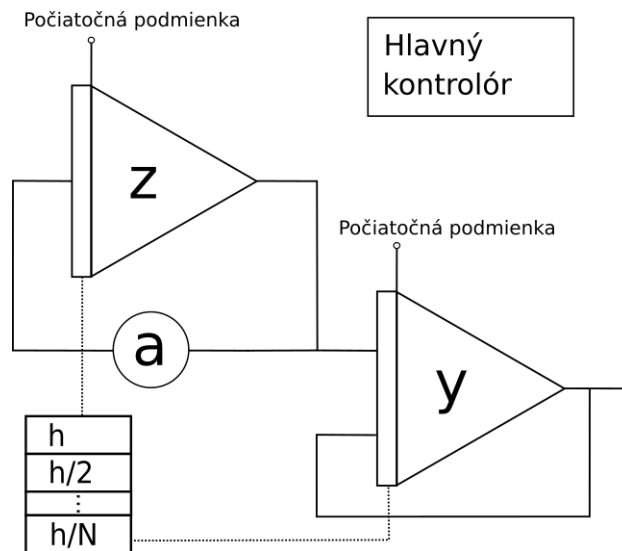 Počiatočná podmienka
Hlavný
kontrolór
z
Počiatočná podmienka
a
y
h
h/2
⋮
h/N